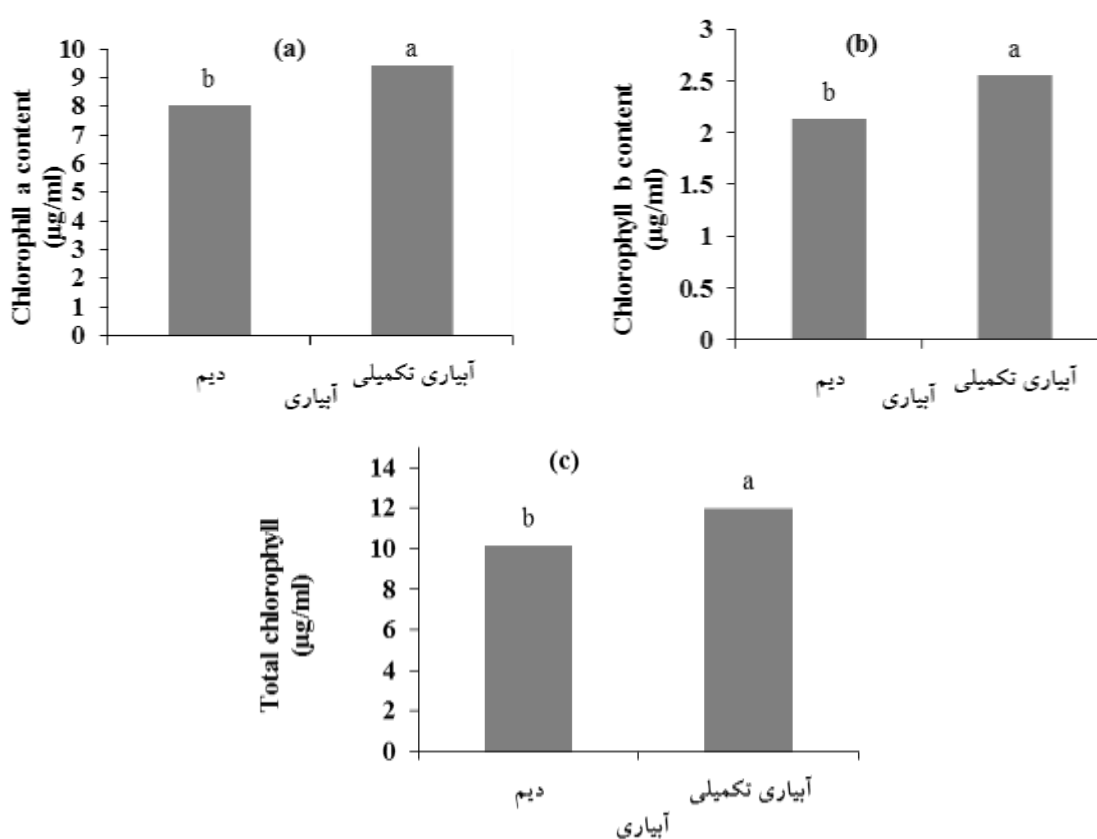 (a)
Chlorophll a content
(µg/ml)
10
9
8
7
6
5
4
3
2
1
0
b
a
دیم
آبیاری تکمیلی
آبیاری
(b)
Chlorophyll b content
(µg/ml)
3
2.5
2
1.5
1
0.5
0
b
a
دیم
آبیاری تکمیلی
آبیاری
(c)
Total chlorophyll
(µg/ml)
14
12
10
8
6
4
2
0
b
a
دیم
آبیاری تکمیلی
آبیاری